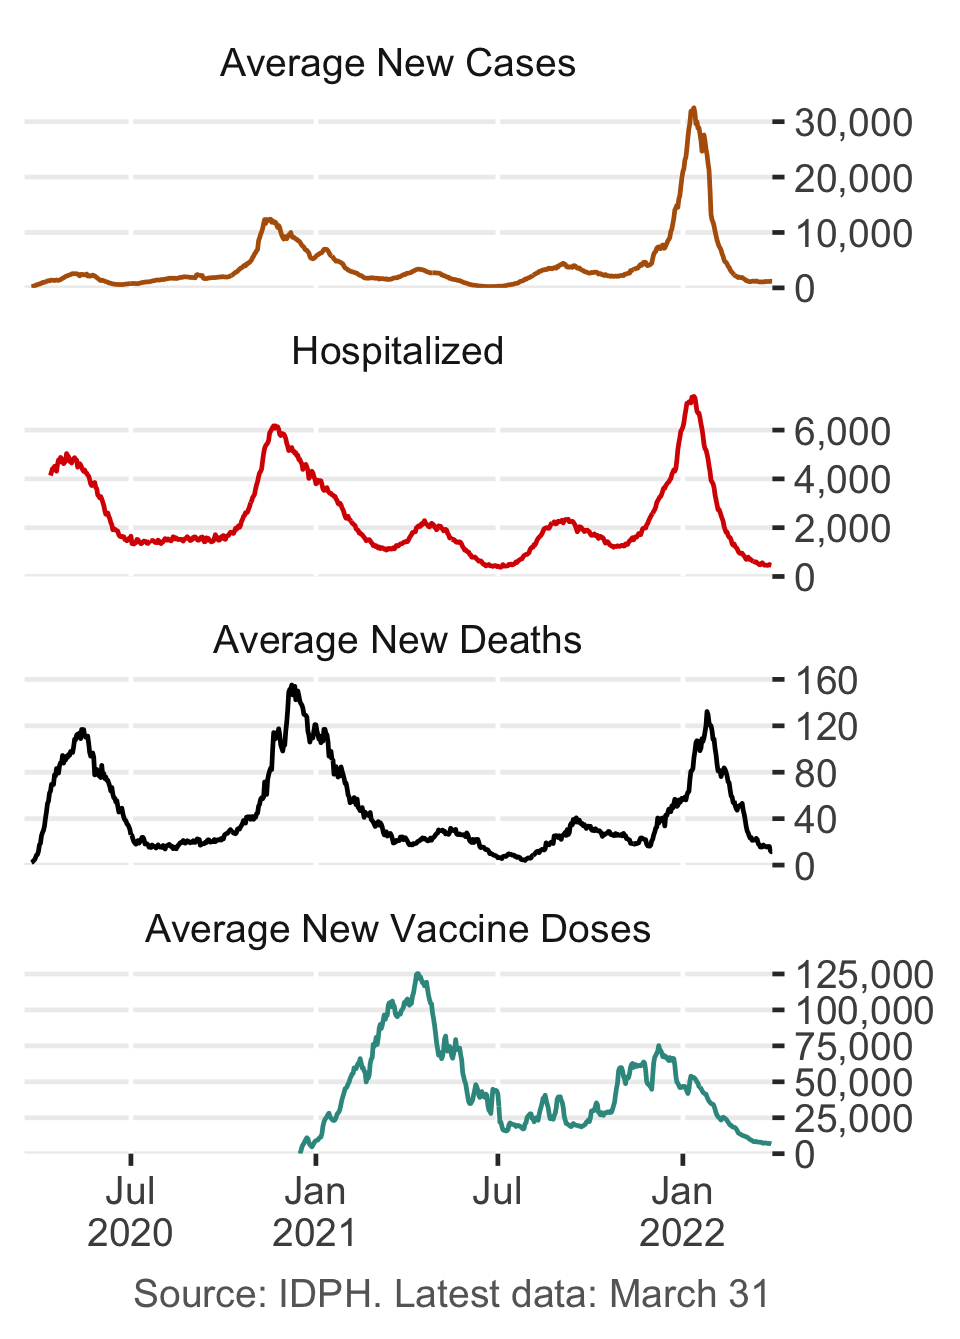 Average New Cases
30,000
20,000
10,000
0
Hospitalized
6,000
4,000
2,000
0
Average New Deaths
160
120
80
40
0
Average New Vaccine Doses
125,000
100,000
75,000
50,000
25,000
0
Jul Jan Jul Jan
2020 2021 2022
Source: IDPH. Latest data: March 31